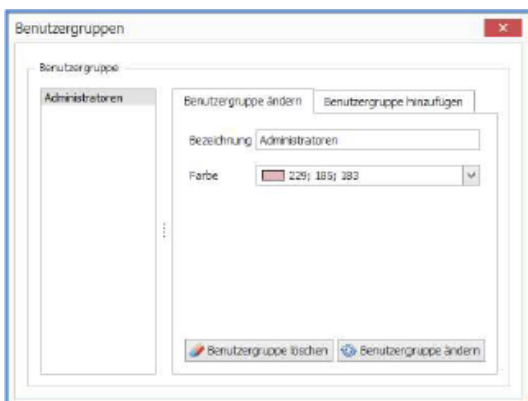 Benutzergruppen
Benutzergruppe
Administratoren
Benutzergruppe ändern
Benutzergruppe hinzufügen
Bezeichnung
Administratoren
Farbe
229; 185; 183
Benutzergruppe löschen
Benutzergruppe ändern